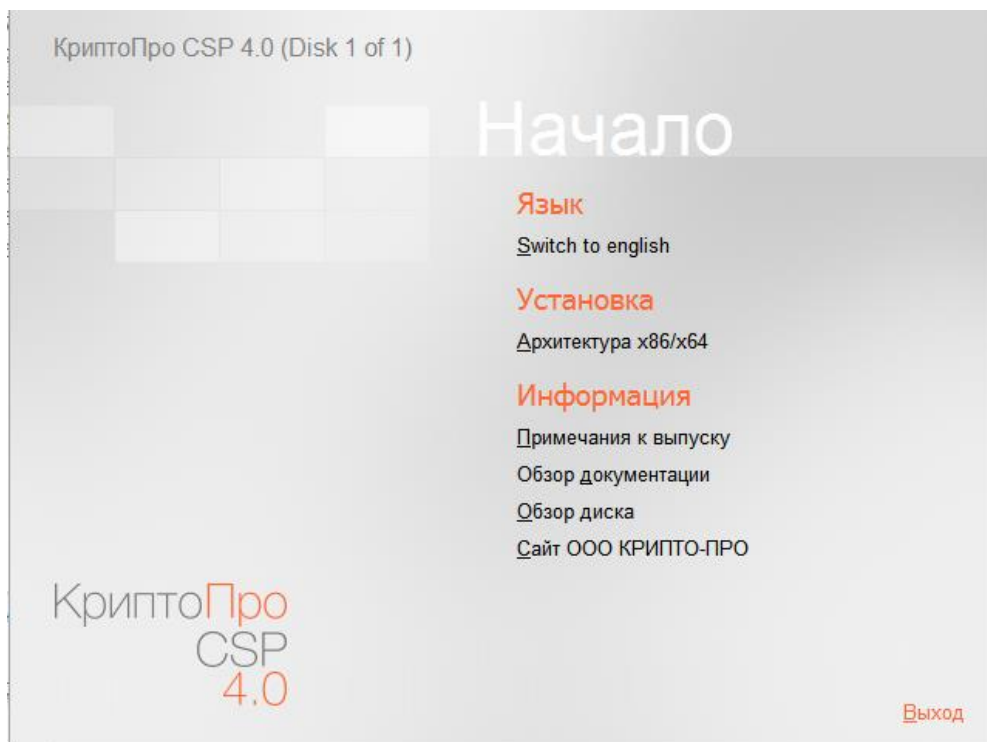 КриптоПро CSP 4.0 (Disk 1 of 1)
Начало
Язык
Switch to english
Установка
Архитектура x86/x64
Информация
Примечания к выпуску
Обзор документации
Обзор диска
Сайт ООО КРИПТО-ПРО
КриптоПро
CSP
4.0
Выход